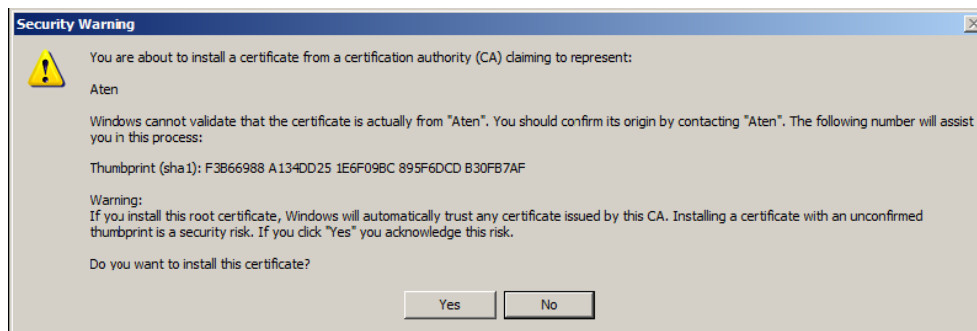 Security Warning
You are about to install a certificate from a certification authority (CA) claiming to represent:
Aten
Windows cannot validate that the certificate is actually from "Aten". You should confirm its origin by contacting "Aten". The following number will assist
you in this process:
Thumbprint (sha1): F3B66988 A134DD25 1E6F09BC 895F6DCD B30FB7AF
Warning:
If you install this root certificate, Windows will automatically trust any certificate issued by this CA. Installing a certificate with an unconfirmed
thumbprint is a security risk. If you click "Yes" you acknowledge this risk.
Do you want to install this certificate?
Yes
No